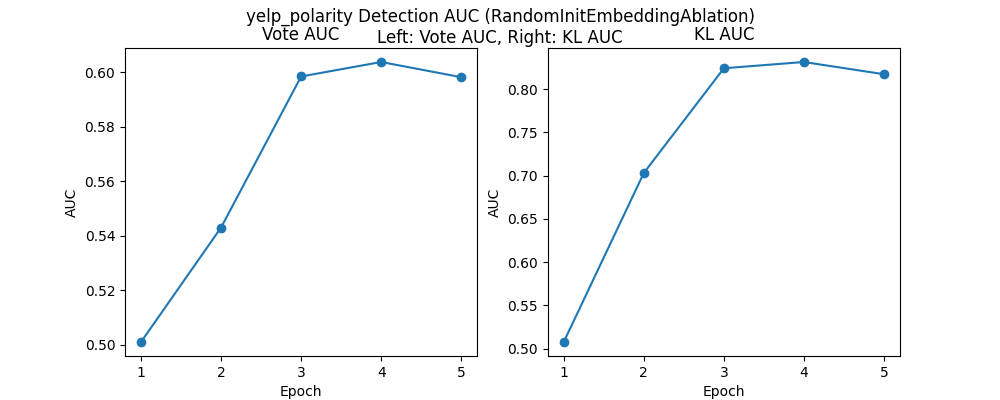 yelp_polarity Detection AUC (RandomInitEmbeddingAblation)
Left: Vote AUC, Right: KL AUC
Vote AUC
0.60
0.58
0.56
0.54
0.52
0.50
AUC
1 2 3 4 5
Epoch
KL AUC
0.80
0.75
0.70
0.65
0.60
0.55
0.50
AUC
1 2 3 4 5
Epoch